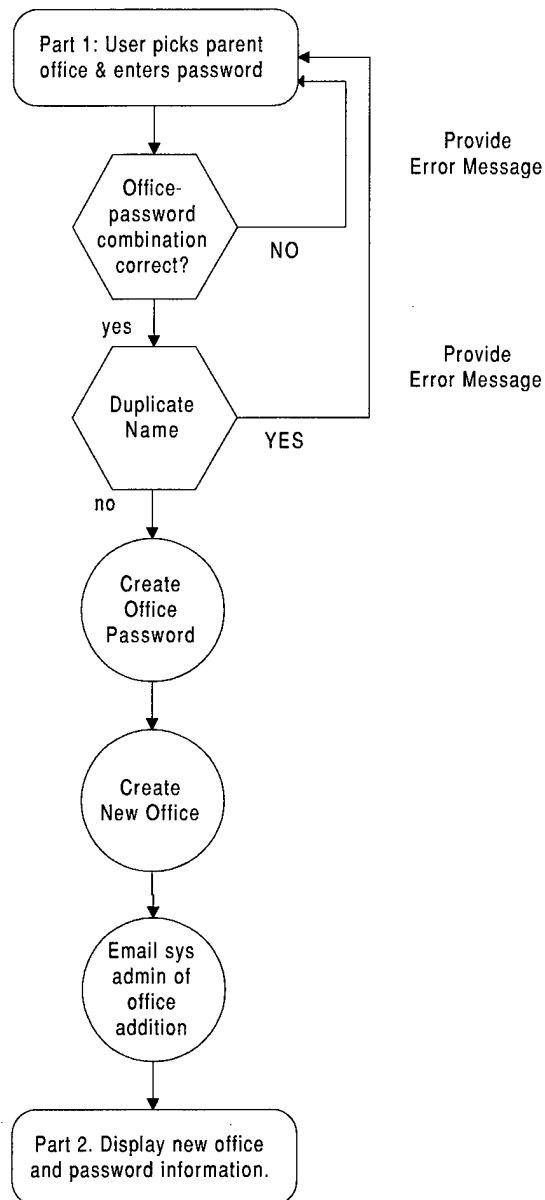 Part 1: User picks parent
office & enters password
Provide
Error Message
Office-
password
combination
correct?
NO
yes
Provide
Error Message
Duplicate
Name
YES
no
Create
Office
Password
Create
New Office
Email sys
admin of
office
addition
Part 2. Display new office
and password information.